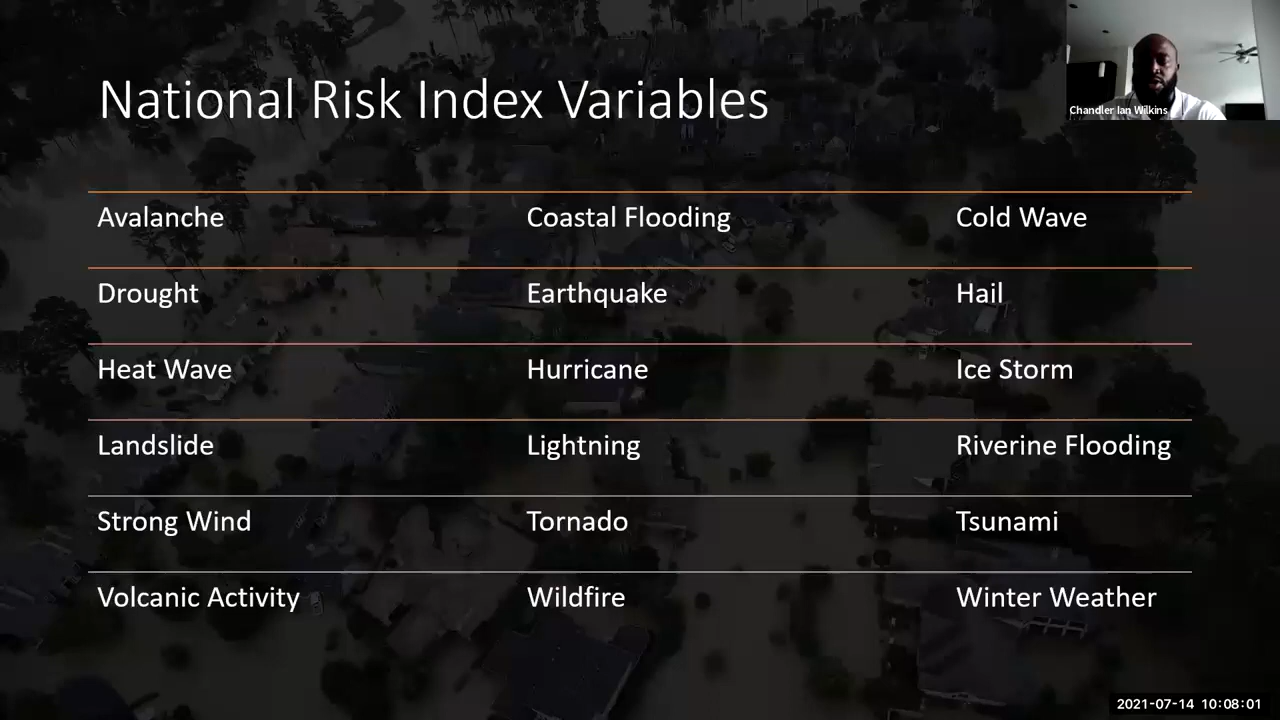 National Risk Index Variables
Chandler Ian Wilkins
Avalanche Coastal Flooding Cold Wave
Drought Earthquake Hail
Heat Wave Hurricane Ice Storm
Landslide Lightning Riverine Flooding
Strong Wind Tornado Tsunami
Volcanic Activity Wildfire Winter Weather
2021-07-14 10:08:01